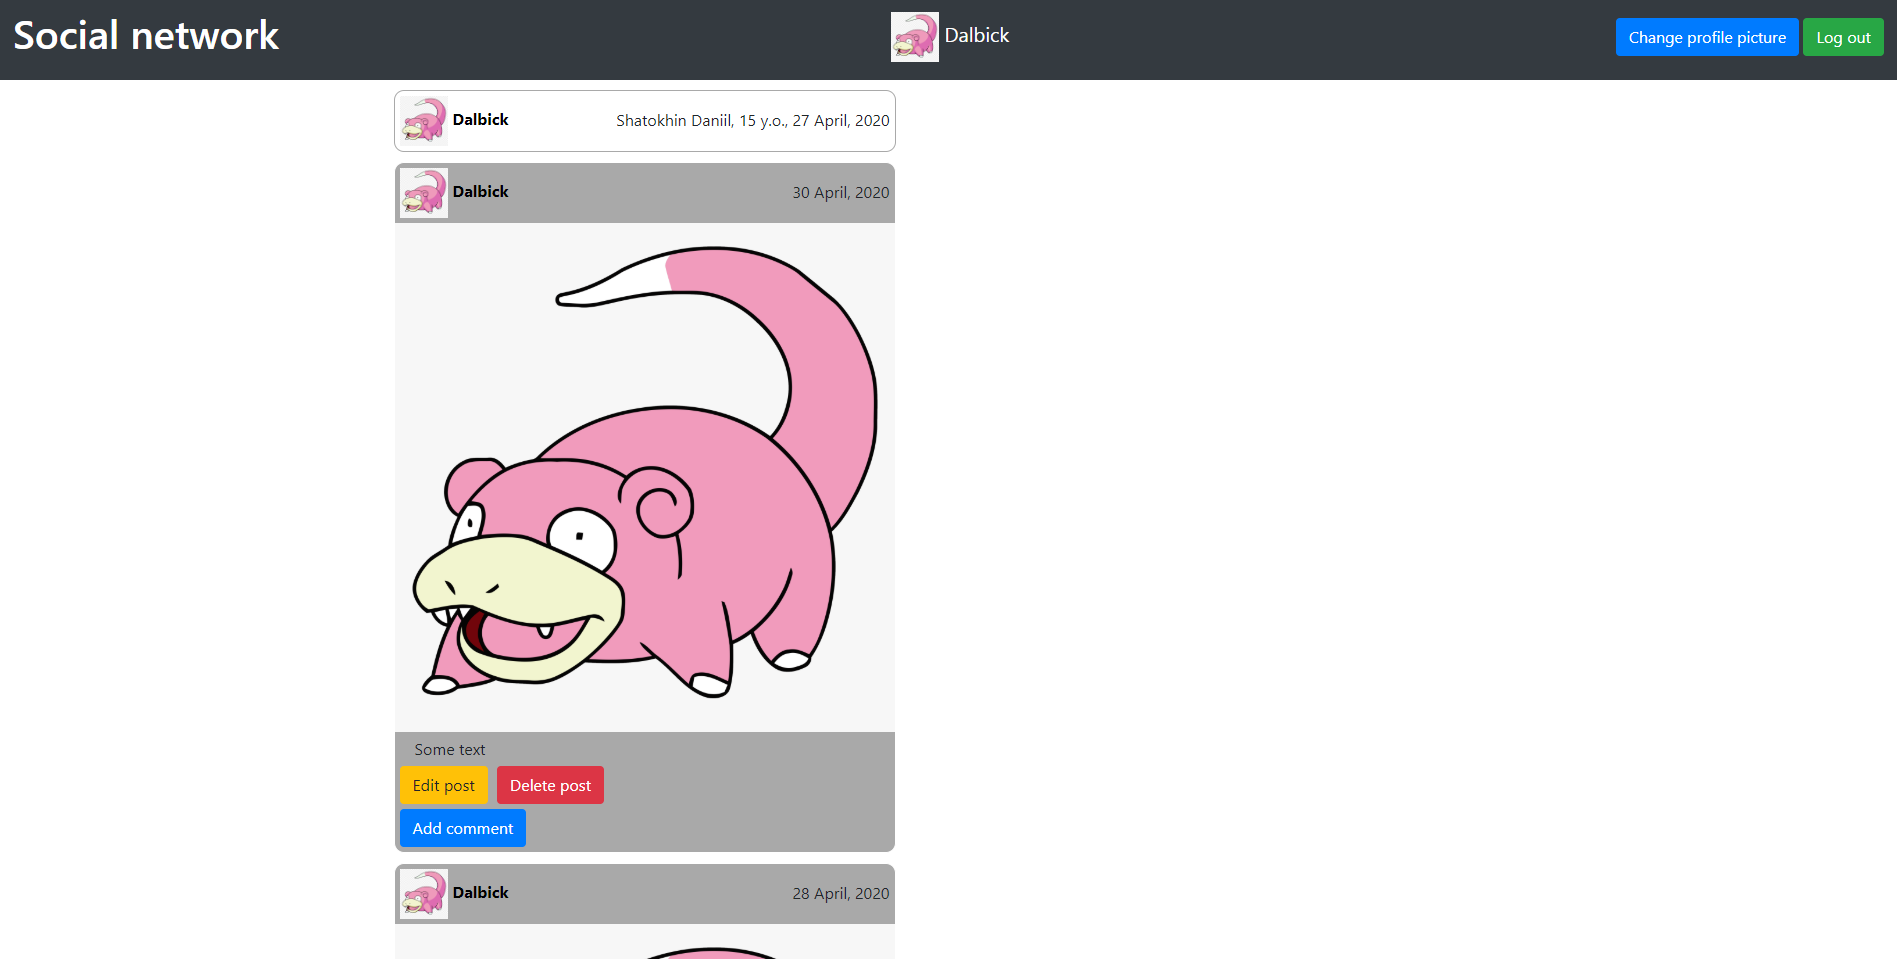 Social network
Dalbick
Change profile picture
Log out
Dalbick
Shatokhin Daniil, 15 y.o., 27 April, 2020
Dalbick
30 April, 2020
Some text
Edit post
Delete post
Add comment
Dalbick
28 April, 2020